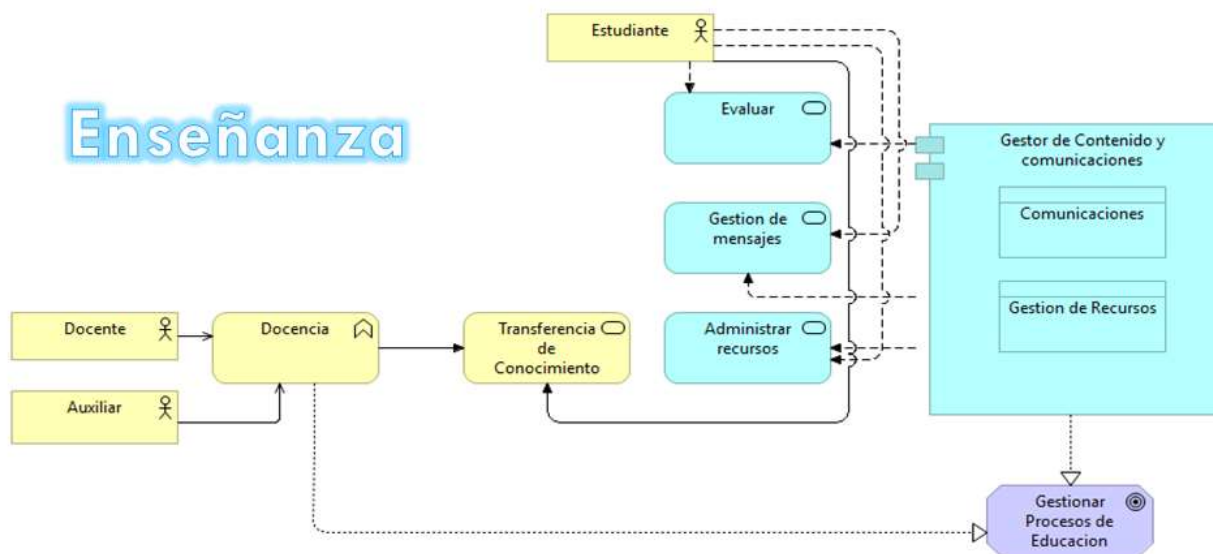 Estudiante
Enseñanza
Evaluar
Gestor de Contenido y
comunicaciones
Comunicaciones
Gestion de
mensajes
Gestion de Recursos
Docente
Docencia
Transferencia
de
Conocimiento
Administrar
recursos
Auxiliar
Gestionar
Procesos de
Educacion